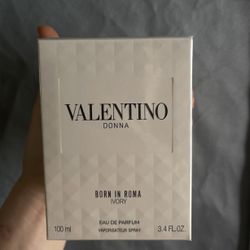 VALENTINO
DONNA
BORN IN ROMA
IVORY
EAU DE PARFUM
100 ml VAPORISATEUR SPRAY 3.4 FL.OZ.